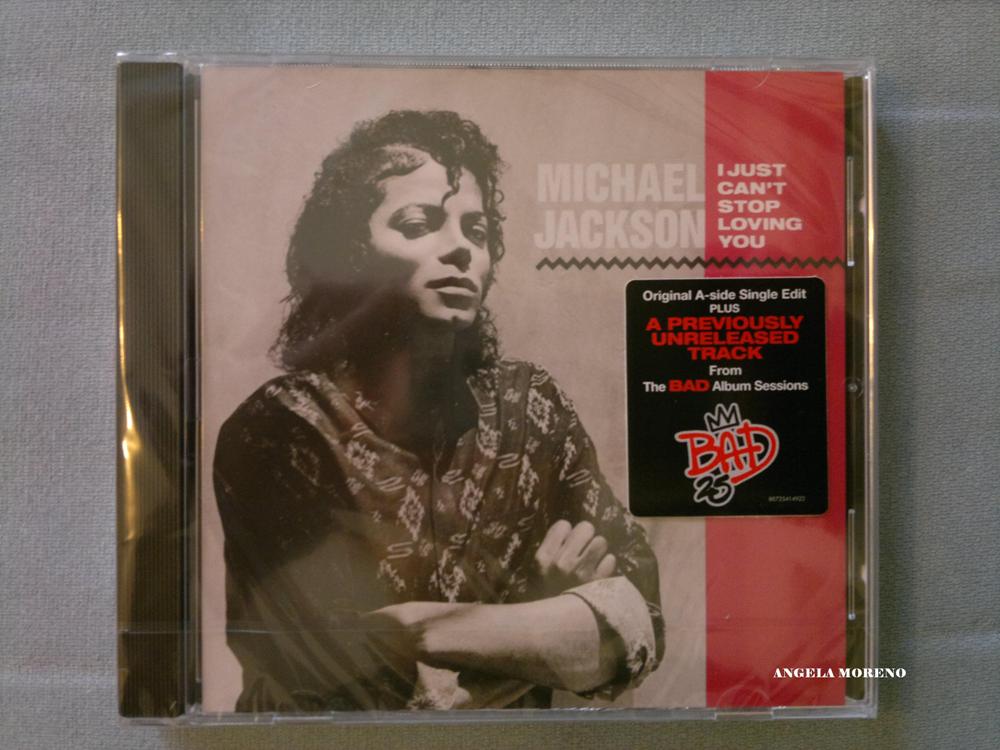 MICHAEL
JACKSON
I JUST
CAN'T
STOP
LOVING
YOU
Original A-side Single Edit
PLUS
A PREVIOUSLY
UNRELEASED
TRACK
From
The BAD Album Sessions
BAD
25
88725414922
ANGELA MORENO